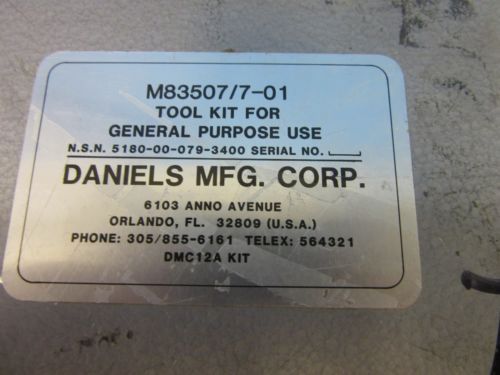 M83507/7-01
TOOL KIT FOR
GENERAL PURPOSE USE
N.S.N. 5180-00-079-3400 SERIAL NO.
DANIELS MFG. CORP.
6103 ANNO AVENUE
ORLANDO, FL. 32809 (U.S.A.)
PHONE: 305/855-6161 TELEX: 564321
DMC12A KIT